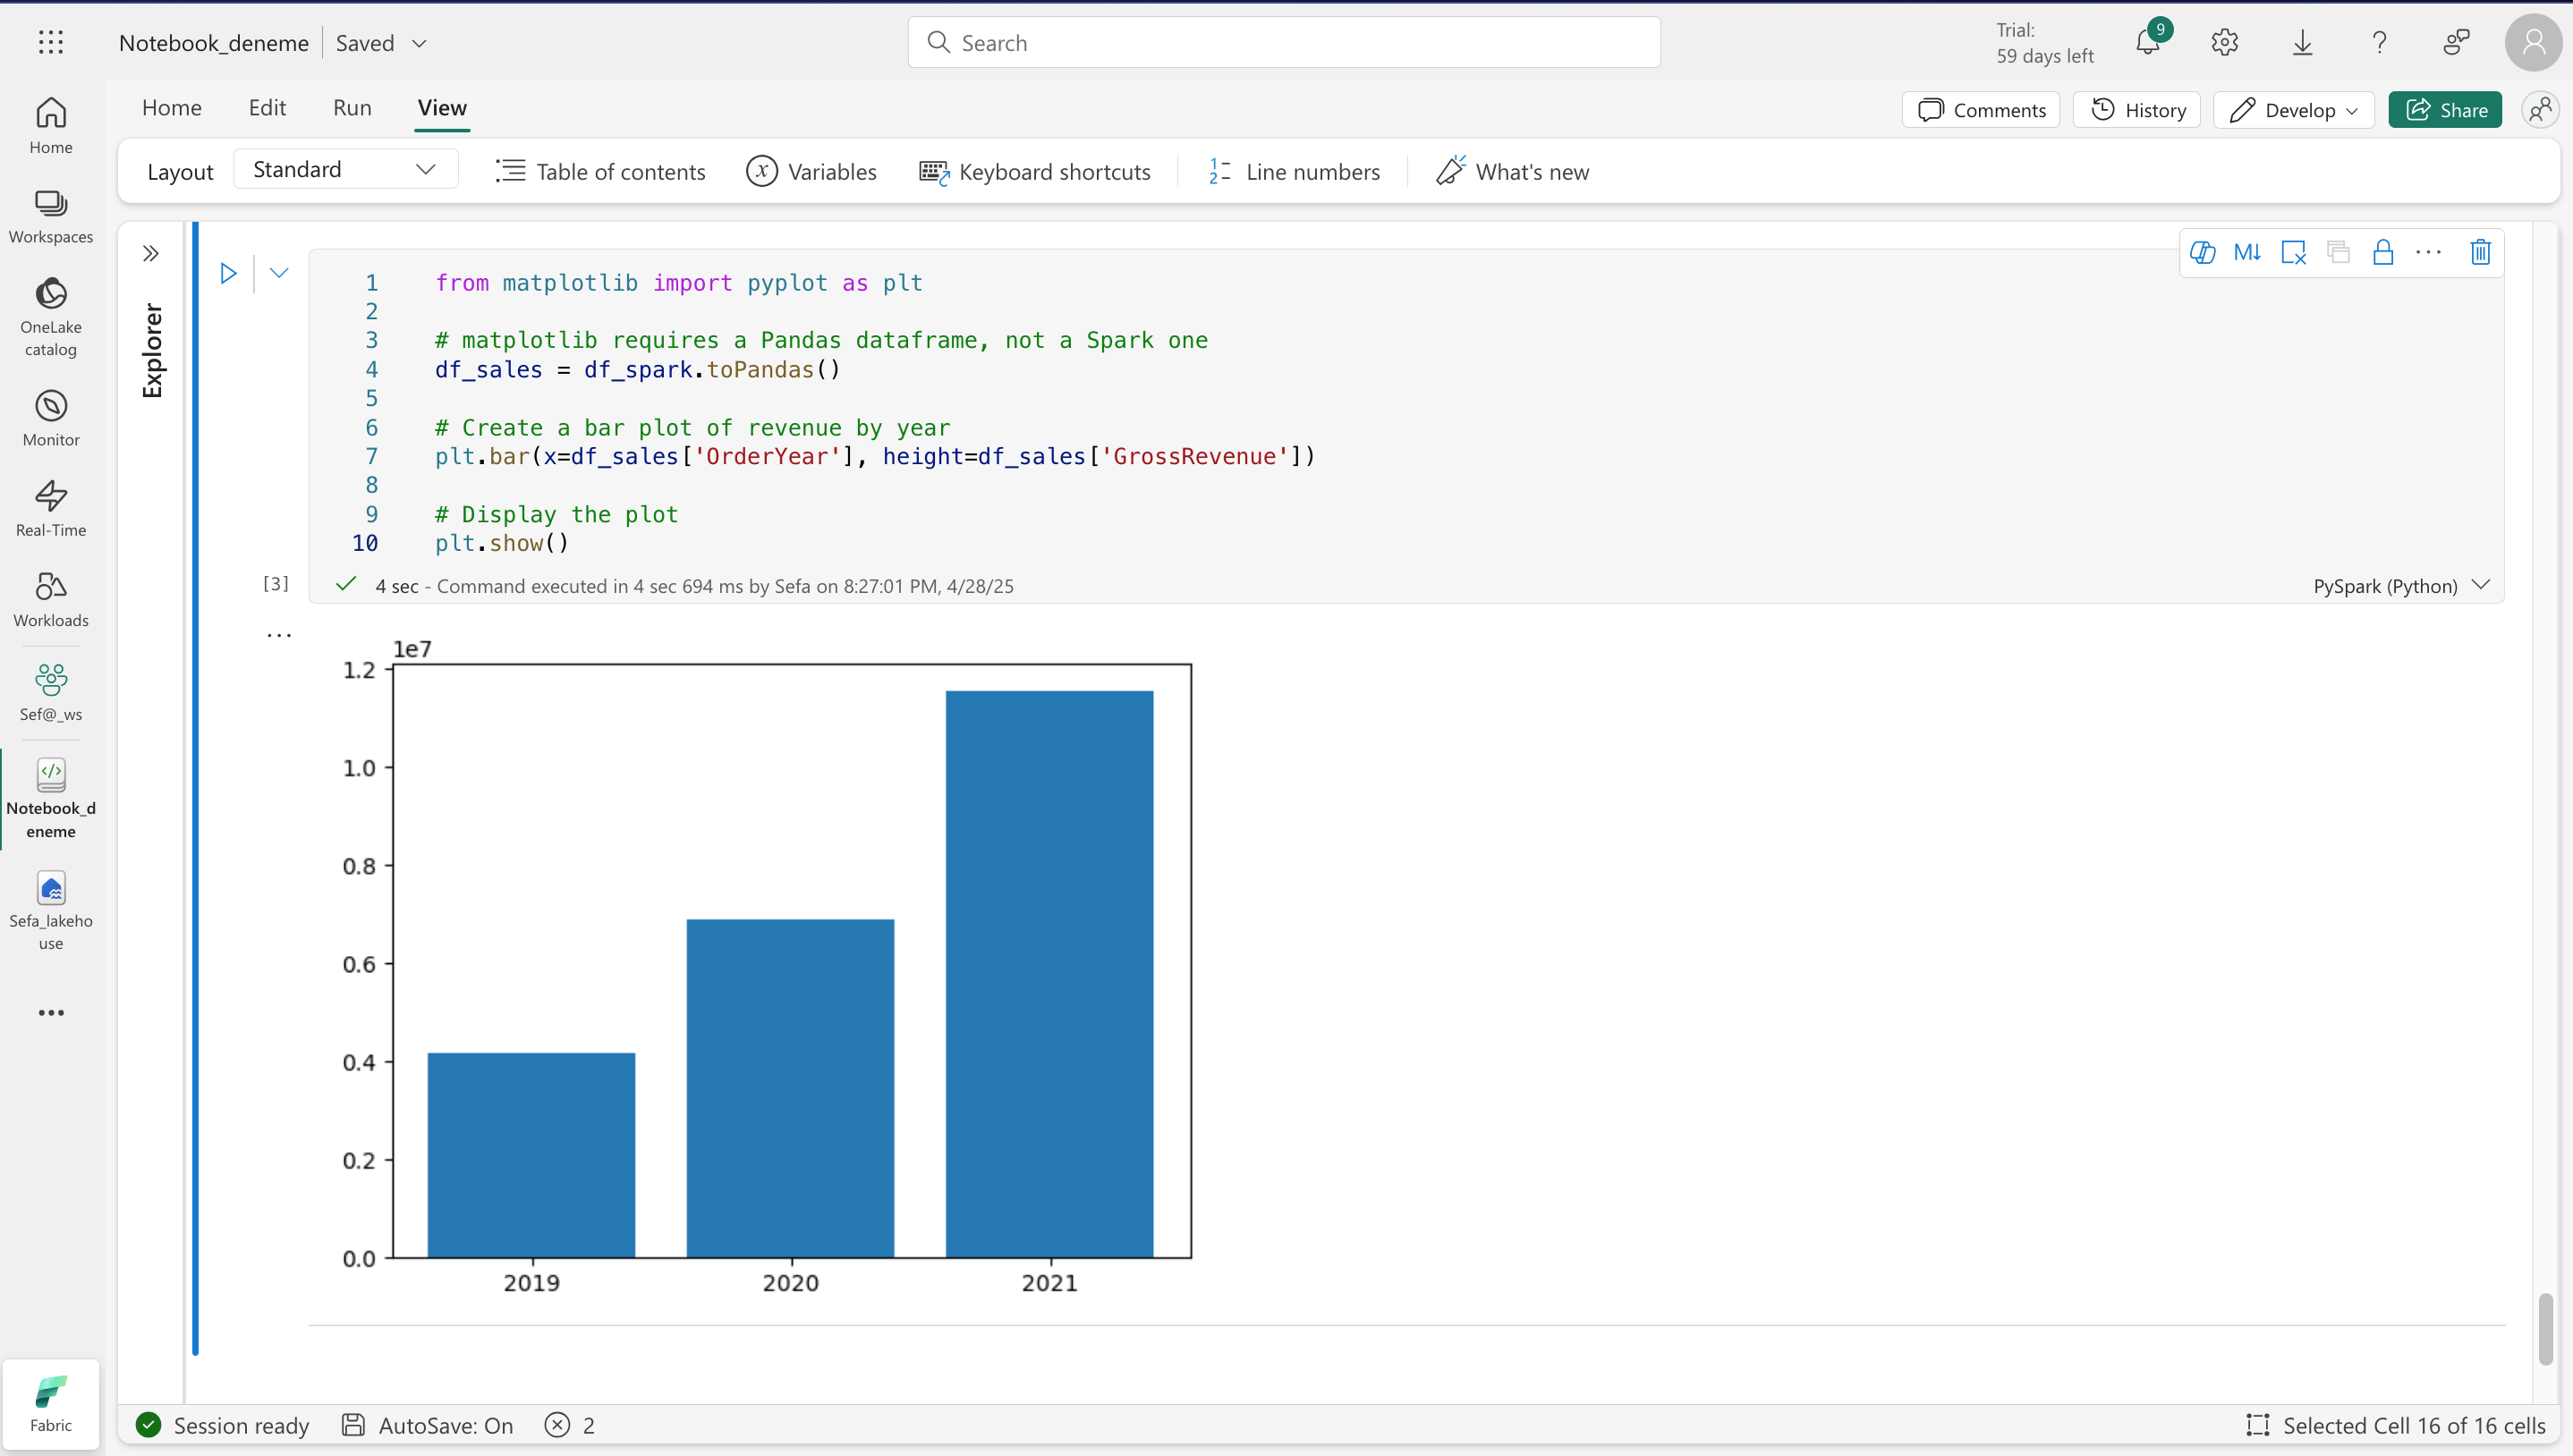 Notebook_deneme
Saved
Search
Trial:
59 days left
9
Home
Edit
Run
View
Comments
History
Develop
Share
Layout
Standard
Table of contents
Variables
Keyboard shortcuts
Line numbers
What's new
Home
Workspaces
OneLake
catalog
Monitor
Real-Time
Workloads
Sef@_ws
Notebook_d
eneme
Sefa_lakeho
use
Fabric
Explorer
M↓
1 from matplotlib import pyplot as plt
2
3 # matplotlib requires a Pandas dataframe, not a Spark one
4 df_sales = df_spark.toPandas()
5
6 # Create a bar plot of revenue by year
7 plt.bar(x=df_sales['OrderYear'], height=df_sales['GrossRevenue'])
8
9 # Display the plot
10 plt.show()
[3]
4 sec - Command executed in 4 sec 694 ms by Sefa on 8:27:01 PM, 4/28/25
PySpark (Python)
1e7
1.2
1.0
0.8
0.6
0.4
0.2
0.0
2019
2020
2021
Session ready
AutoSave: On
2
Selected Cell 16 of 16 cells